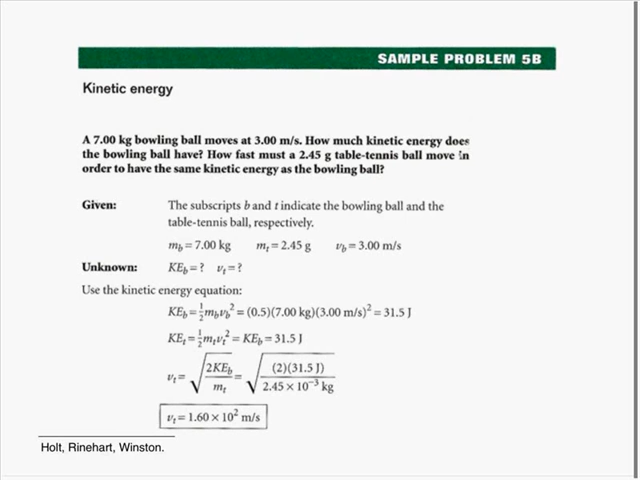 SAMPLE PROBLEM 5B
Kinetic energy
A 7.00 kg bowling ball moves at 3.00 m/s. How much kinetic energy does
the bowling ball have? How fast must a 2.45 g table-tennis ball move in
order to have the same kinetic energy as the bowling ball?
Given: The subscripts b and t indicate the bowling ball and the
table-tennis ball, respectively.
m_b = 7.00 kg m_t = 2.45 g v_b = 3.00 m/s
Unknown: KE_b = ? v_t = ?
Use the kinetic energy equation:
KE_b = ½m_bv_b² = (0.5)(7.00 kg)(3.00 m/s)² = 31.5 J
KE_t = ½m_tv_t² = KE_b = 31.5 J
v_t = √(2KE_b/m_t) = √((2)(31.5 J)/2.45 × 10⁻³ kg)
v_t = 1.60 × 10² m/s
Holt, Rinehart, Winston.